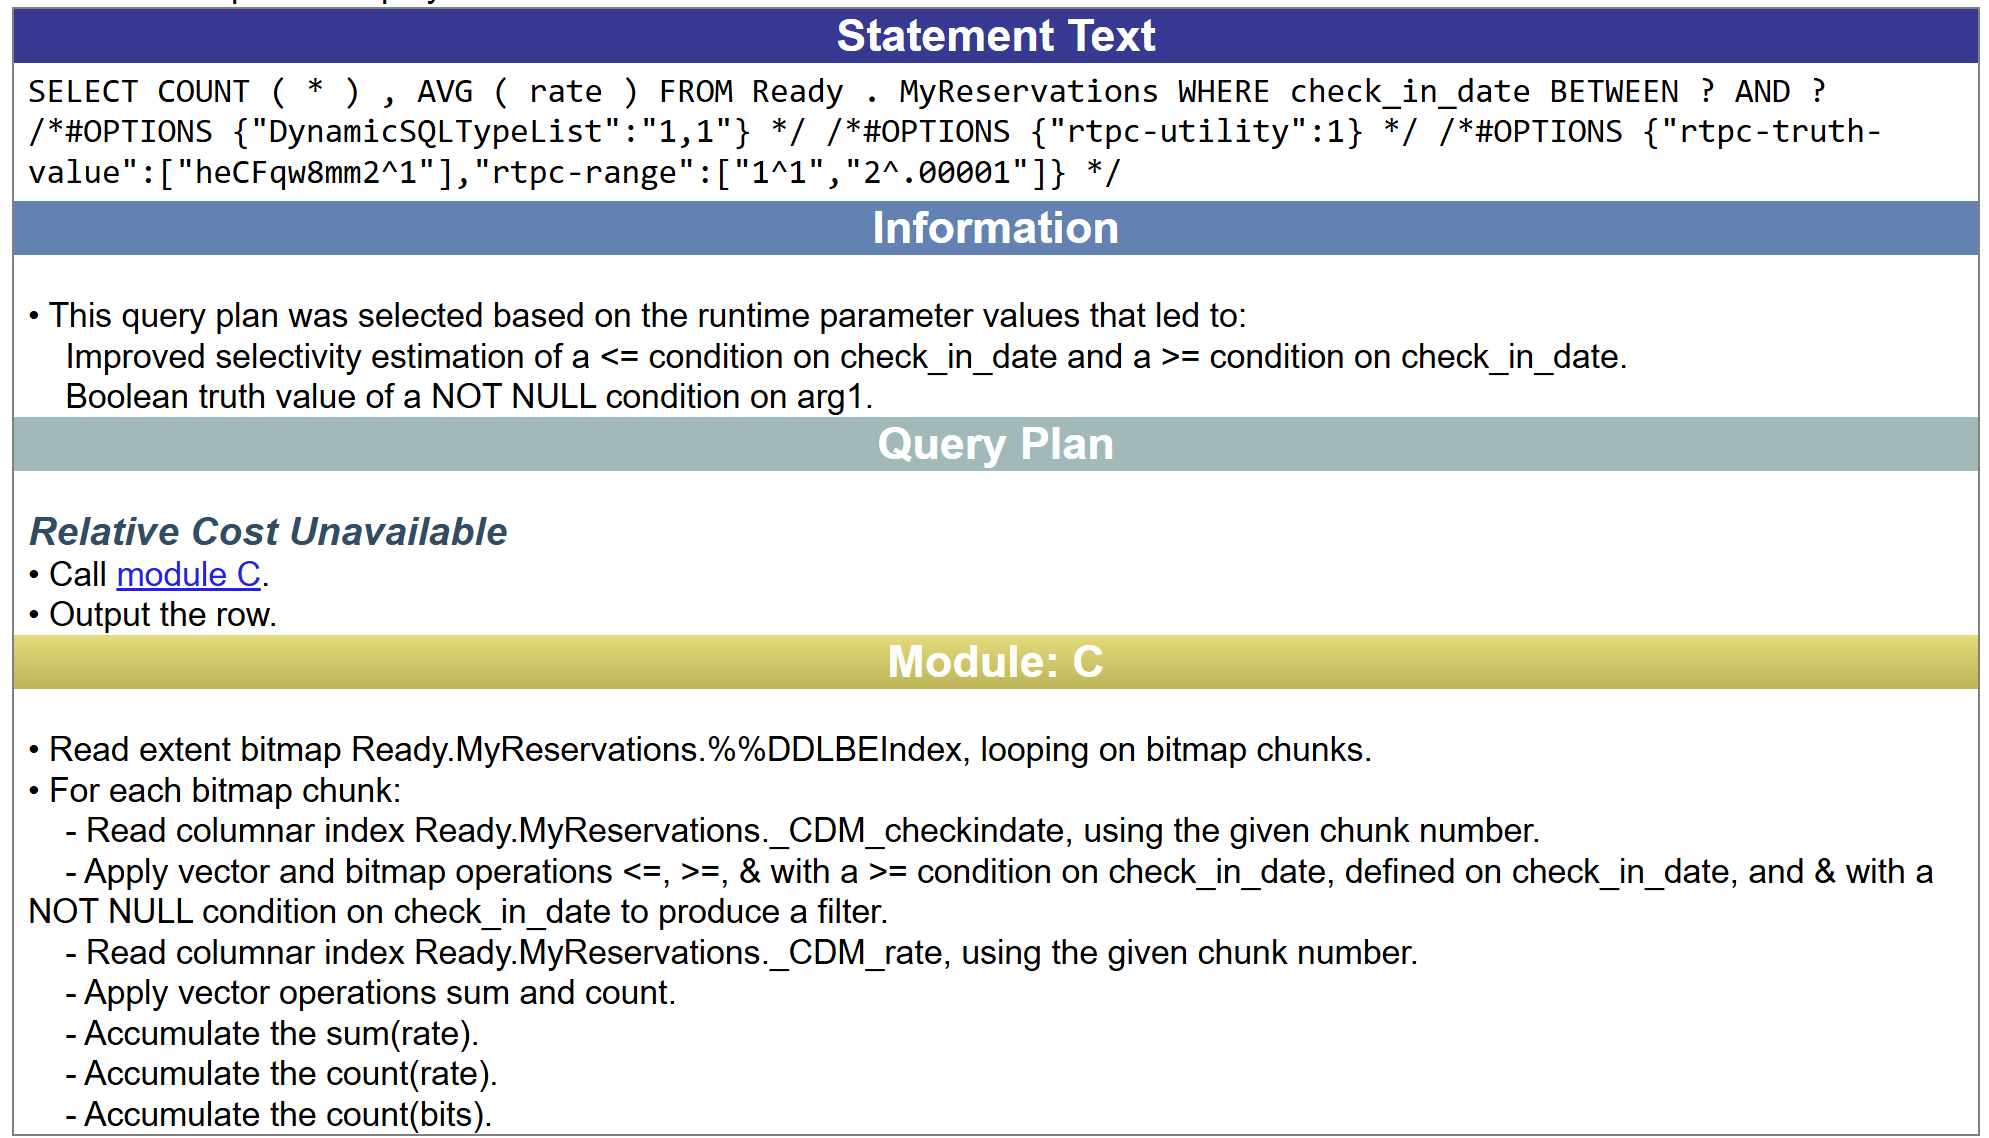 Statement Text
SELECT COUNT ( * ) , AVG ( rate ) FROM Ready . MyReservations WHERE check_in_date BETWEEN ? AND ?
/*#OPTIONS {"DynamicSQLTypeList":"1,1"} */ /*#OPTIONS {"rtpc-utility":1} */ /*#OPTIONS {"rtpc-truth-
value":["heCFqw8mm2^1"],"rtpc-range":["1^1","2^.00001"]} */
Information
• This query plan was selected based on the runtime parameter values that led to:
Improved selectivity estimation of a <= condition on check_in_date and a >= condition on check_in_date.
Boolean truth value of a NOT NULL condition on arg1.
Query Plan
Relative Cost Unavailable
• Call module C.
• Output the row.
Module: C
• Read extent bitmap Ready.MyReservations.%%DDLBEIndex, looping on bitmap chunks.
• For each bitmap chunk:
- Read columnar index Ready.MyReservations._CDM_checkindate, using the given chunk number.
- Apply vector and bitmap operations <=, >=, & with a >= condition on check_in_date, defined on check_in_date, and & with a
NOT NULL condition on check_in_date to produce a filter.
- Read columnar index Ready.MyReservations._CDM_rate, using the given chunk number.
- Apply vector operations sum and count.
- Accumulate the sum(rate).
- Accumulate the count(rate).
- Accumulate the count(bits).